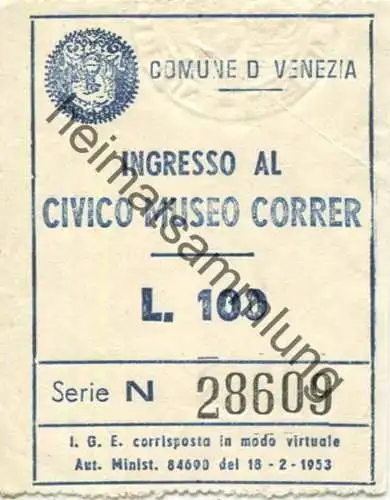 COMUNE D VENEZIA
INGRESSO AL
CIVICO MUSEO CORRER
L. 100
Serie N 28609
I. G. E. corrisposta in modo virtuale
Aut. Minist. 84690 del 18 - 2 - 1953
heimatsammlung